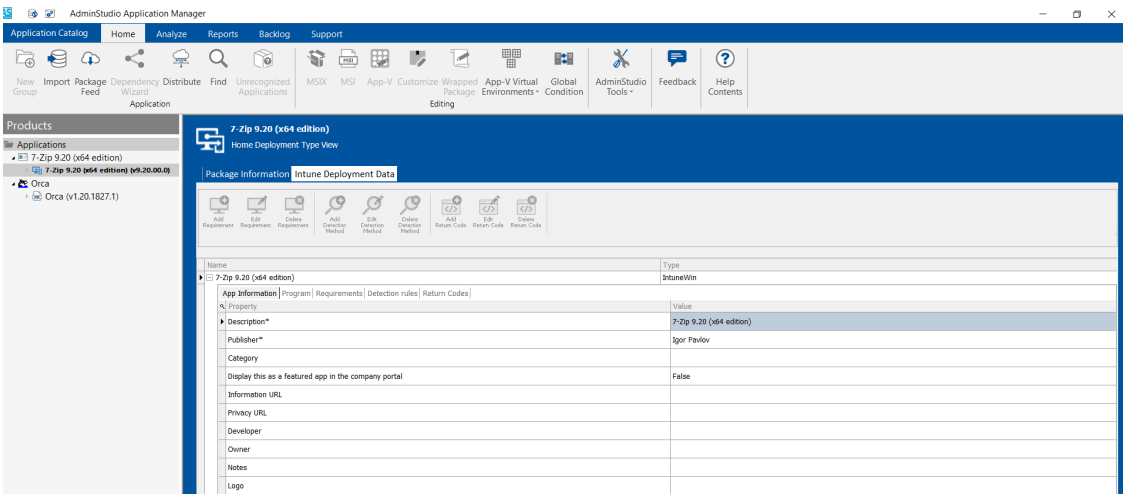 AdminStudio Application Manager
Application Catalog Home Analyze Reports Backlog Support
New Group
Import
Package Feed
Dependency Wizard
Distribute
Find
Unrecognized Applications
Application
MSIX
MSI
App-V
Customize
Wrapped Package
App-V Virtual Environments
Global Condition
Editing
AdminStudio Tools
Feedback
Help Contents
Products
Applications
7-Zip 9.20 (x64 edition)
7-Zip 9.20 (x64 edition) (v9.20.00.0)
Orca
Orca (v1.20.1827.1)
7-Zip 9.20 (x64 edition)
Home Deployment Type View
Package Information Intune Deployment Data
Add Requirement
Edit Requirement
Delete Requirement
Add Detection Method
Edit Detection Method
Delete Detection Method
Add Return Code
Edit Return Code
Delete Return Code
Name Type
7-Zip 9.20 (x64 edition) IntuneWin
App Information Program Requirements Detection rules Return Codes
Property Value
Description* 7-Zip 9.20 (x64 edition)
Publisher* Igor Pavlov
Category
Display this as a featured app in the company portal False
Information URL
Privacy URL
Developer
Owner
Notes
Logo